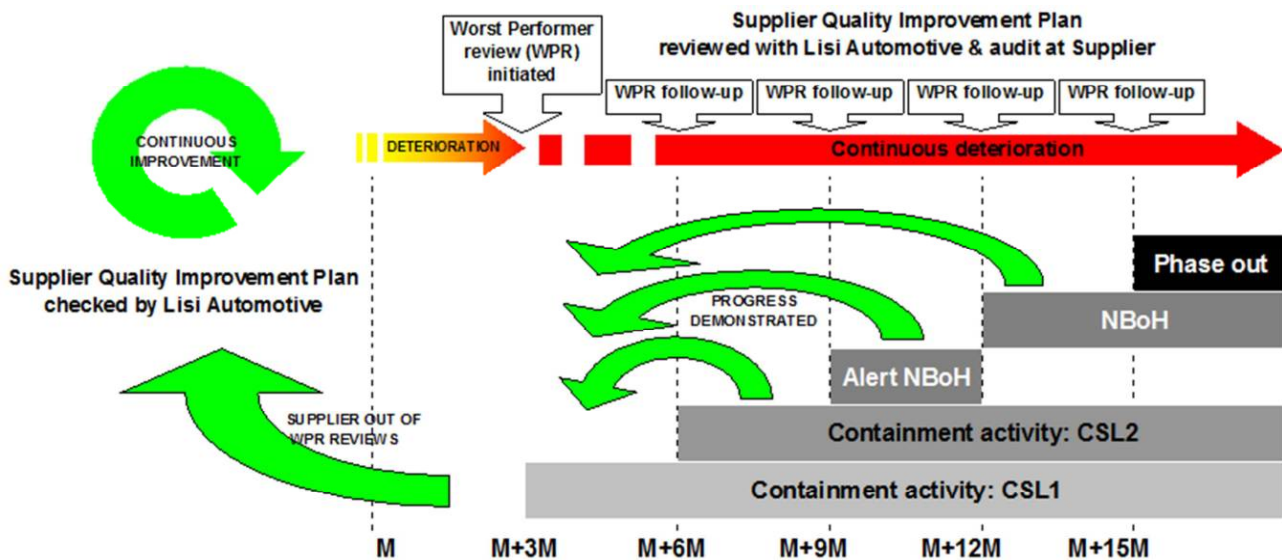 Worst Performer
review (WPR)
initiated
Supplier Quality Improvement Plan
reviewed with Lisi Automotive & audit at Supplier
WPR follow-up
WPR follow-up
WPR follow-up
WPR follow-up
CONTINUOUS
IMPROVEMENT
DETERIORATION
Continuous deterioration
Supplier Quality Improvement Plan
checked by Lisi Automotive
PROGRESS
DEMONSTRATED
Phase out
NBoH
Alert NBoH
SUPPLIER OUT OF
WPR REVIEWS
Containment activity: CSL2
Containment activity: CSL1
M
M+3M
M+6M
M+9M
M+12M
M+15M